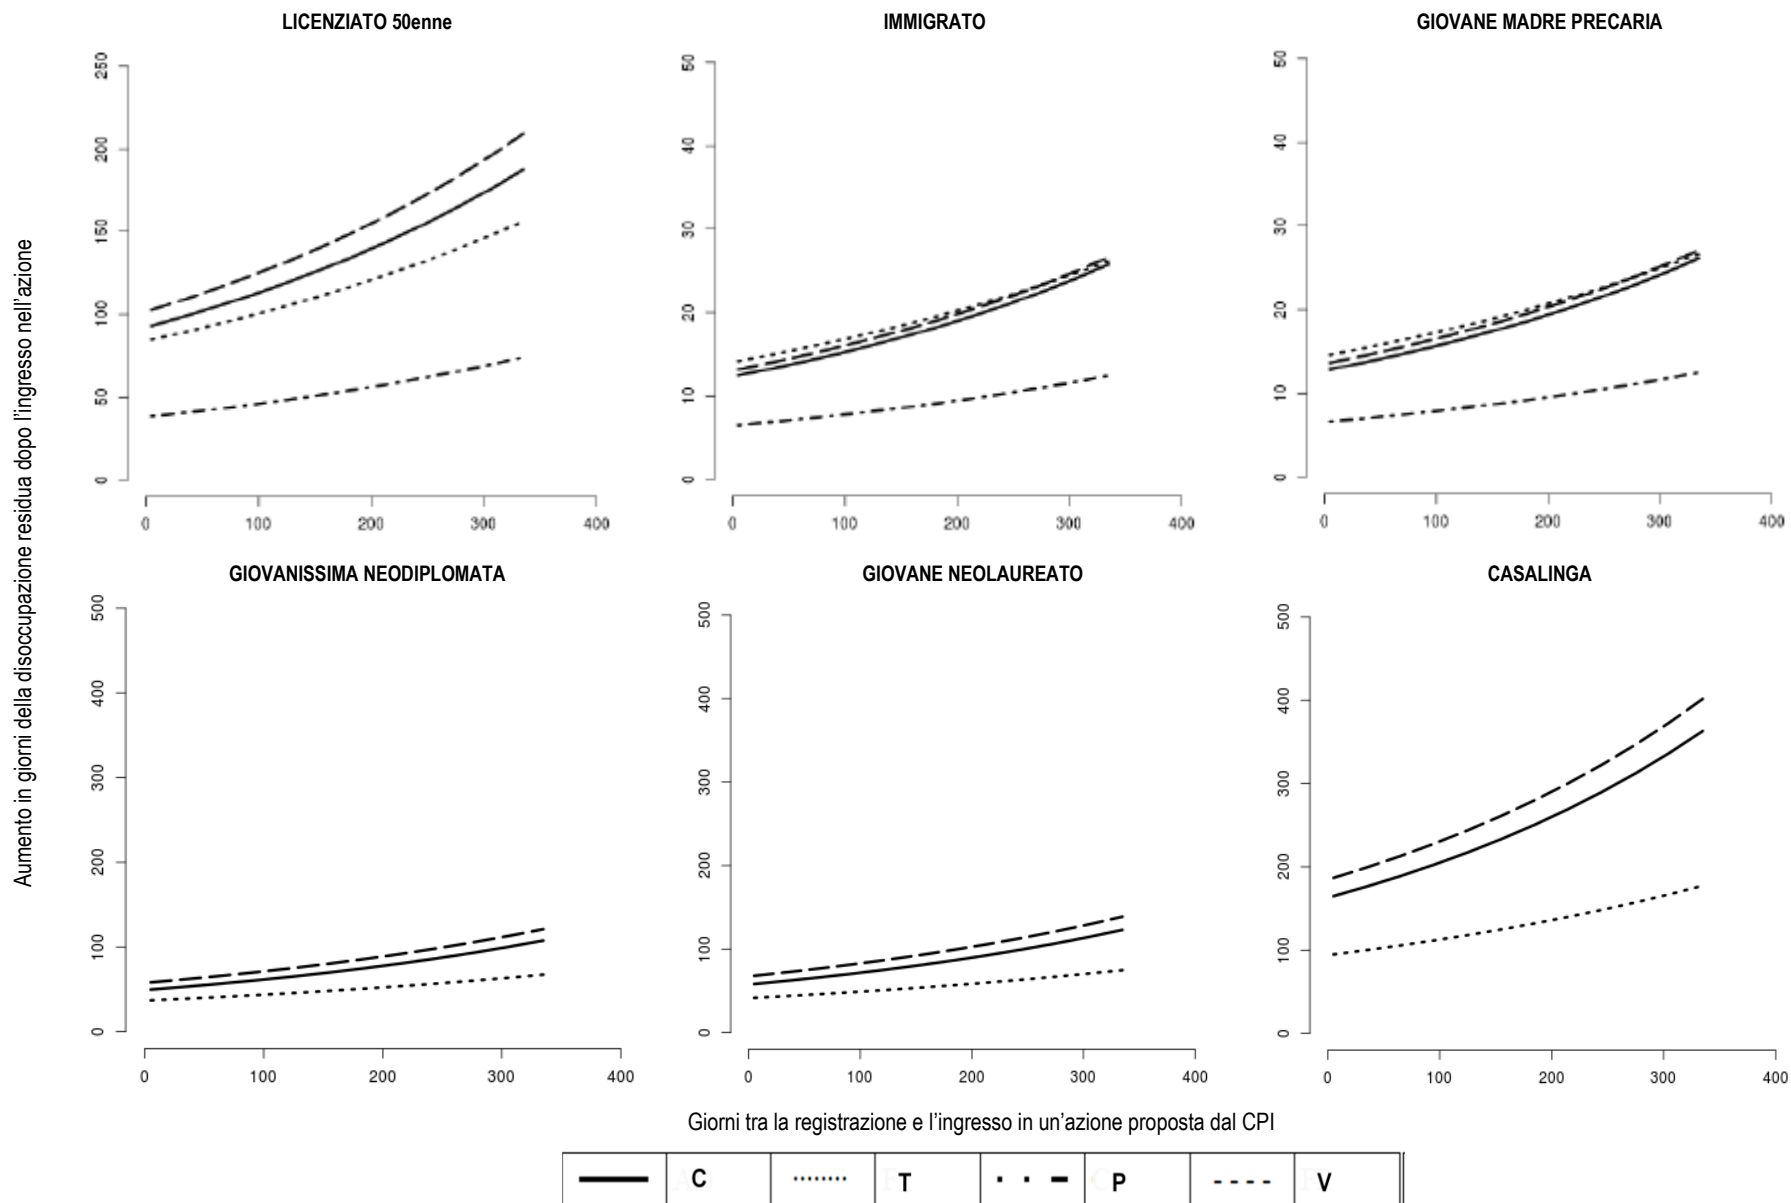 LICENZIATO 50enne
IMMIGRATO
GIOVANE MADRE PRECARIA
Aumento in giorni della disoccupazione residua dopo l'ingresso nell'azione
250
200
150
100
50
0
0 100 200 300 400
50
40
30
20
10
0
0 100 200 300 400
50
40
30
20
10
0
0 100 200 300 400
GIOVANISSIMA NEODIPLOMATA
GIOVANE NEOLAUREATO
CASALINGA
500
400
300
200
100
0
0 100 200 300 400
500
400
300
200
100
0
0 100 200 300 400
500
400
300
200
100
0
0 100 200 300 400
Giorni tra la registrazione e l'ingresso in un'azione proposta dal CPI
C T P V